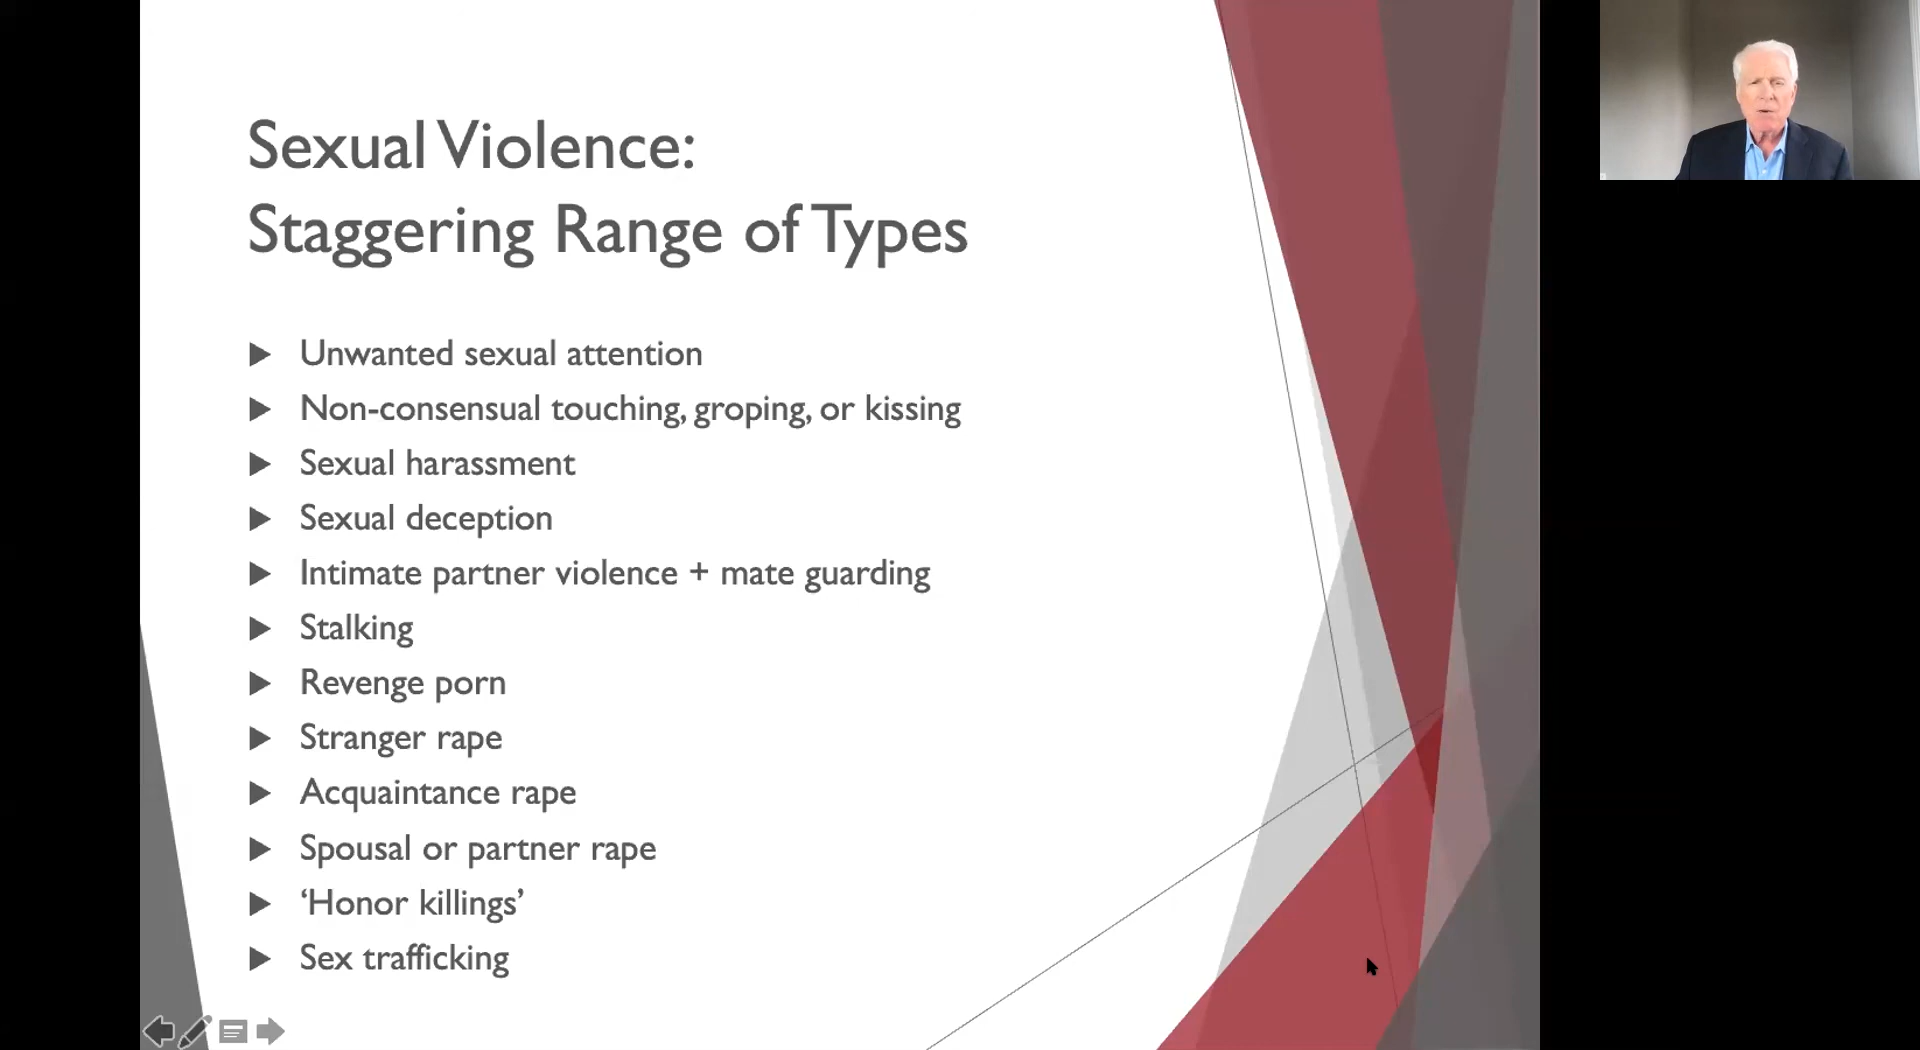 Sexual Violence:
Staggering Range of Types
Unwanted sexual attention
Non-consensual touching, groping, or kissing
Sexual harassment
Sexual deception
Intimate partner violence + mate guarding
Stalking
Revenge porn
Stranger rape
Acquaintance rape
Spousal or partner rape
‘Honor killings’
Sex trafficking